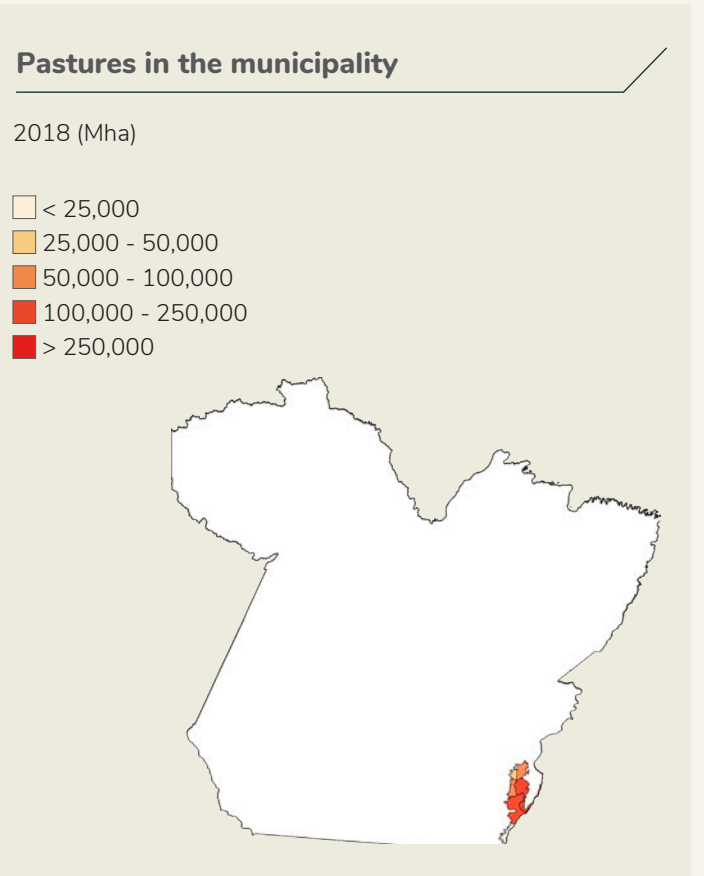 Pastures in the municipality
2018 (Mha)
< 25,000
25,000 - 50,000
50,000 - 100,000
100,000 - 250,000
> 250,000